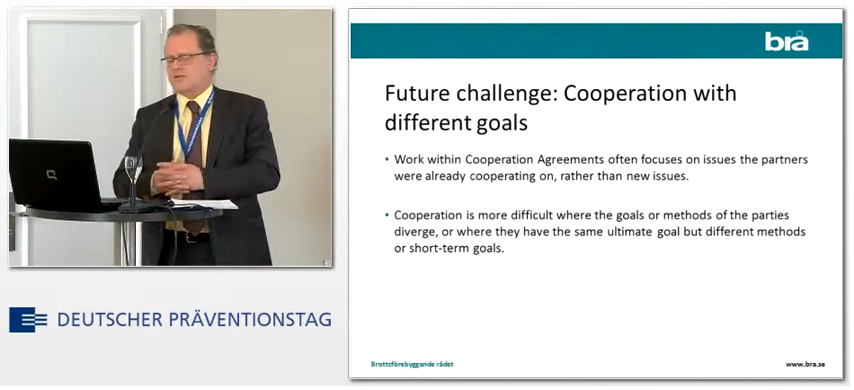 brå
Future challenge: Cooperation with
different goals
• Work within Cooperation Agreements often focuses on issues the partners
were already cooperating on, rather than new issues.
• Cooperation is more difficult where the goals or methods of the parties
diverge, or where they have the same ultimate goal but different methods
or short-term goals.
DEUTSCHER PRÄVENTIONSTAG
Brottsförebyggande rådet
www.bra.se